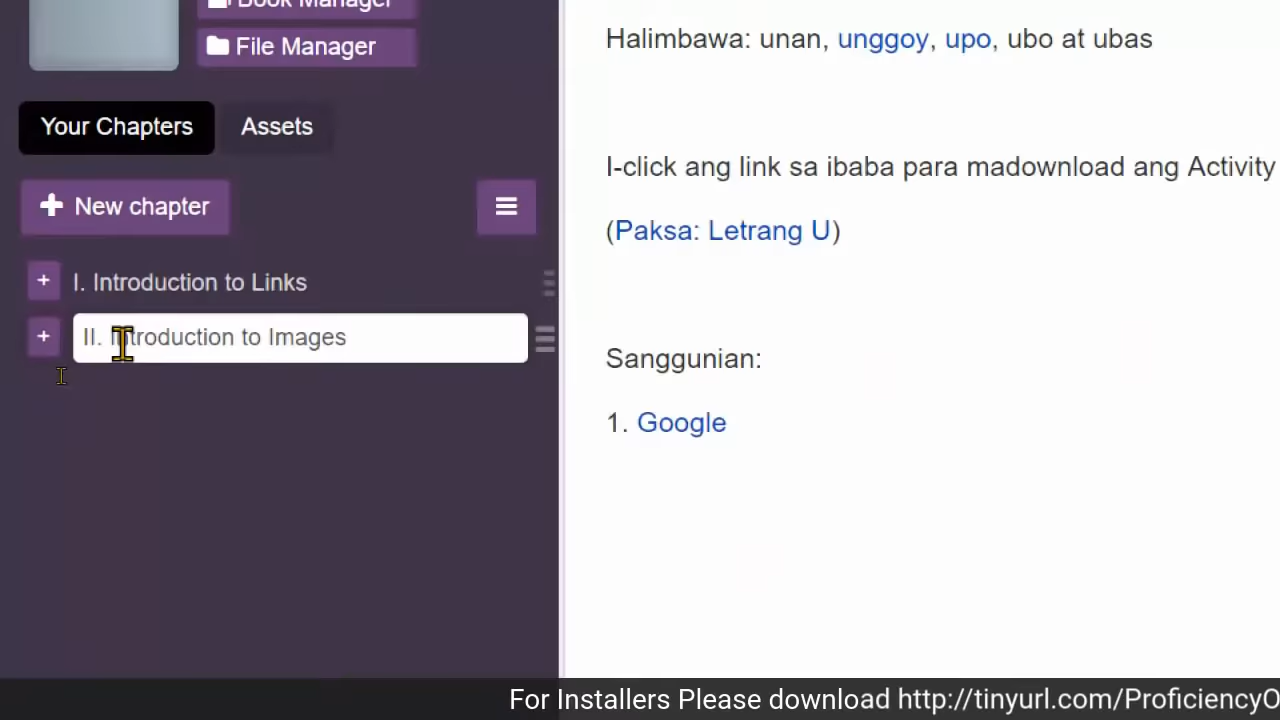 Book Manager
File Manager
Your Chapters
Assets
New chapter
I. Introduction to Links
II. Introduction to Images
Halimbawa: unan, unggoy, upo, ubo at ubas
I-click ang link sa ibaba para madownload ang Activity
(Paksa: Letrang U)
Sanggunian:
1. Google
For Installers Please download http://tinyurl.com/ProficiencyO